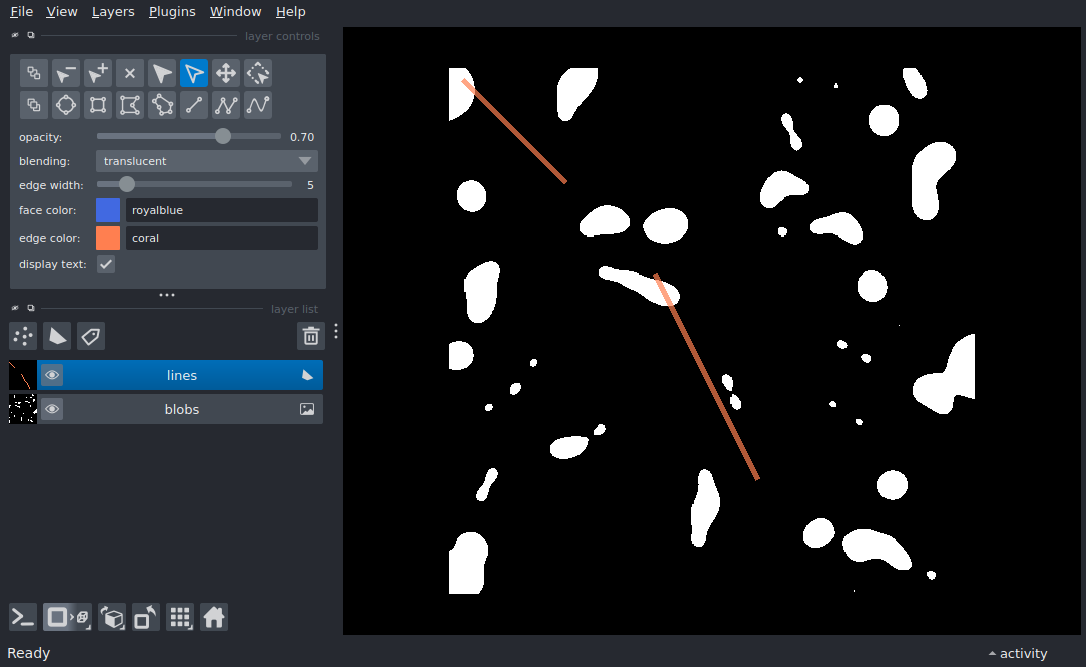 File View Layers Plugins Window Help
layer controls
opacity: 0.70
blending: translucent
edge width: 5
face color: royalblue
edge color: coral
display text:
layer list
lines
blobs
Ready
activity